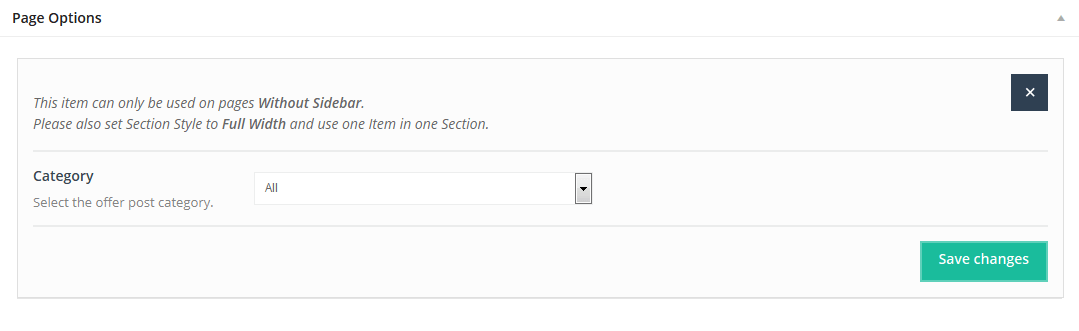 Page Options
This item can only be used on pages Without Sidebar.
Please also set Section Style to Full Width and use one Item in one Section.
Category
All
Select the offer post category.
Save changes